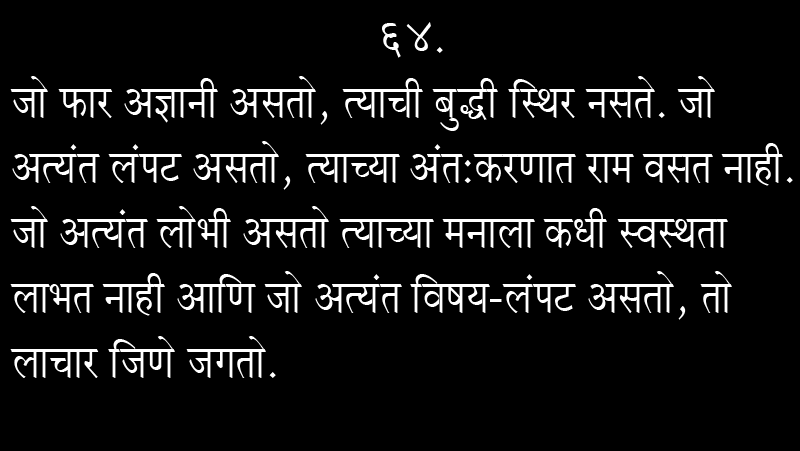 ६४.
जो फार अज्ञानी असतो, त्याची बुद्धी स्थिर नसते. जो
अत्यंत लंपट असतो, त्याच्या अंत:करणात राम वसत नाही.
जो अत्यंत लोभी असतो त्याच्या मनाला कधी स्वस्थता
लाभत नाही आणि जो अत्यंत विषय-लंपट असतो, तो
लाचार जिणे जगतो.